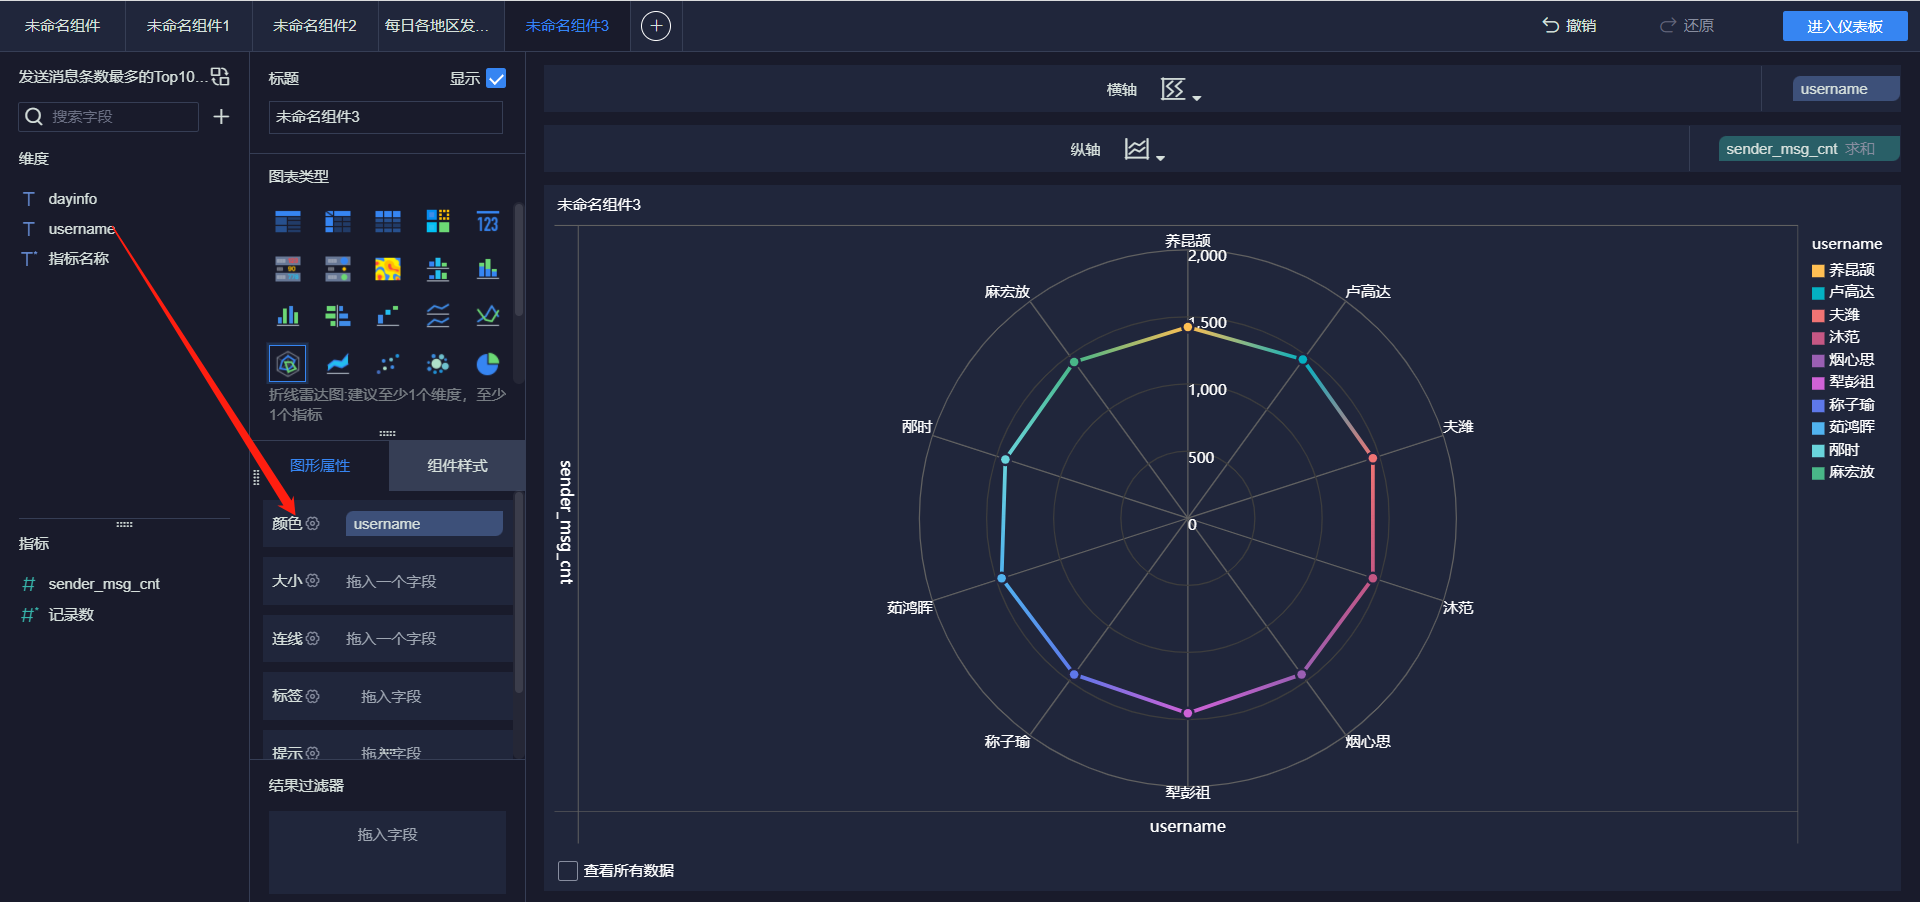 未命名组件
未命名组件1
未命名组件2
每日各地区发...
未命名组件3
撤销
还原
进入仪表板
发送消息条数最多的Top10...
搜索字段
维度
dayinfo
username
指标名称
指标
sender_msg_cnt
记录数
标题
显示
未命名组件3
图表类型
123
90
折线雷达图:建议至少1个维度，至少
1个指标
图形属性
组件样式
颜色
username
大小
拖入一个字段
连线
拖入一个字段
标签
拖入字段
提示
拖入字段
结果过滤器
拖入字段
横轴
username
纵轴
sender_msg_cnt 求和
未命名组件3
养昆颉
2,000
麻宏放
卢高达
1,500
1,000
邴时
夫潍
500
sender_msg_cnt
0
茹鸿晖
沐范
称子瑜
烟心思
犁彭祖
username
username
养昆颉
卢高达
夫潍
沐范
烟心思
犁彭祖
称子瑜
茹鸿晖
邴时
麻宏放
查看所有数据